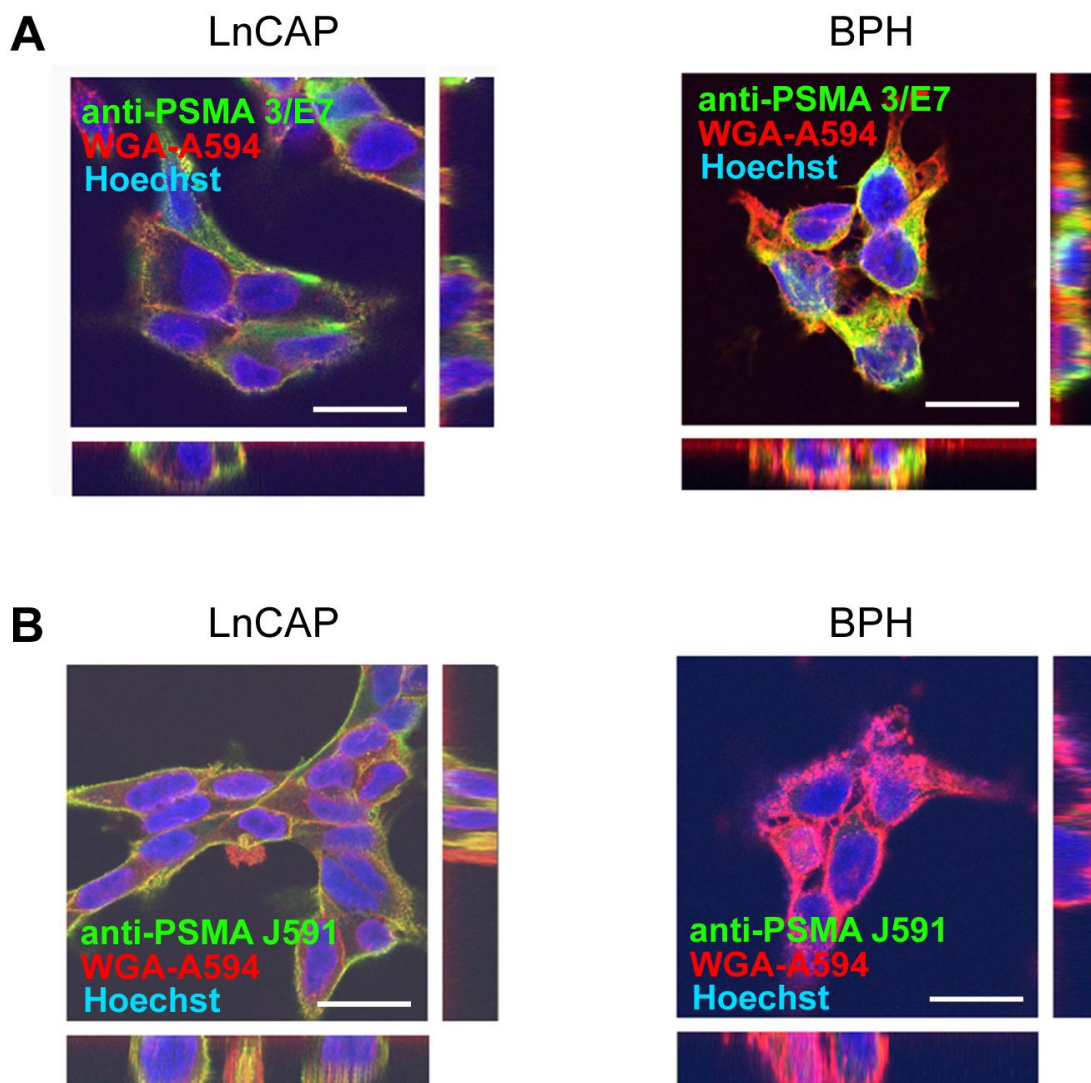 A
LnCAP
BPH
anti-PSMA 3/E7
WGA-A594
Hoechst
anti-PSMA 3/E7
WGA-A594
Hoechst
B
LnCAP
BPH
anti-PSMA J591
WGA-A594
Hoechst
anti-PSMA J591
WGA-A594
Hoechst